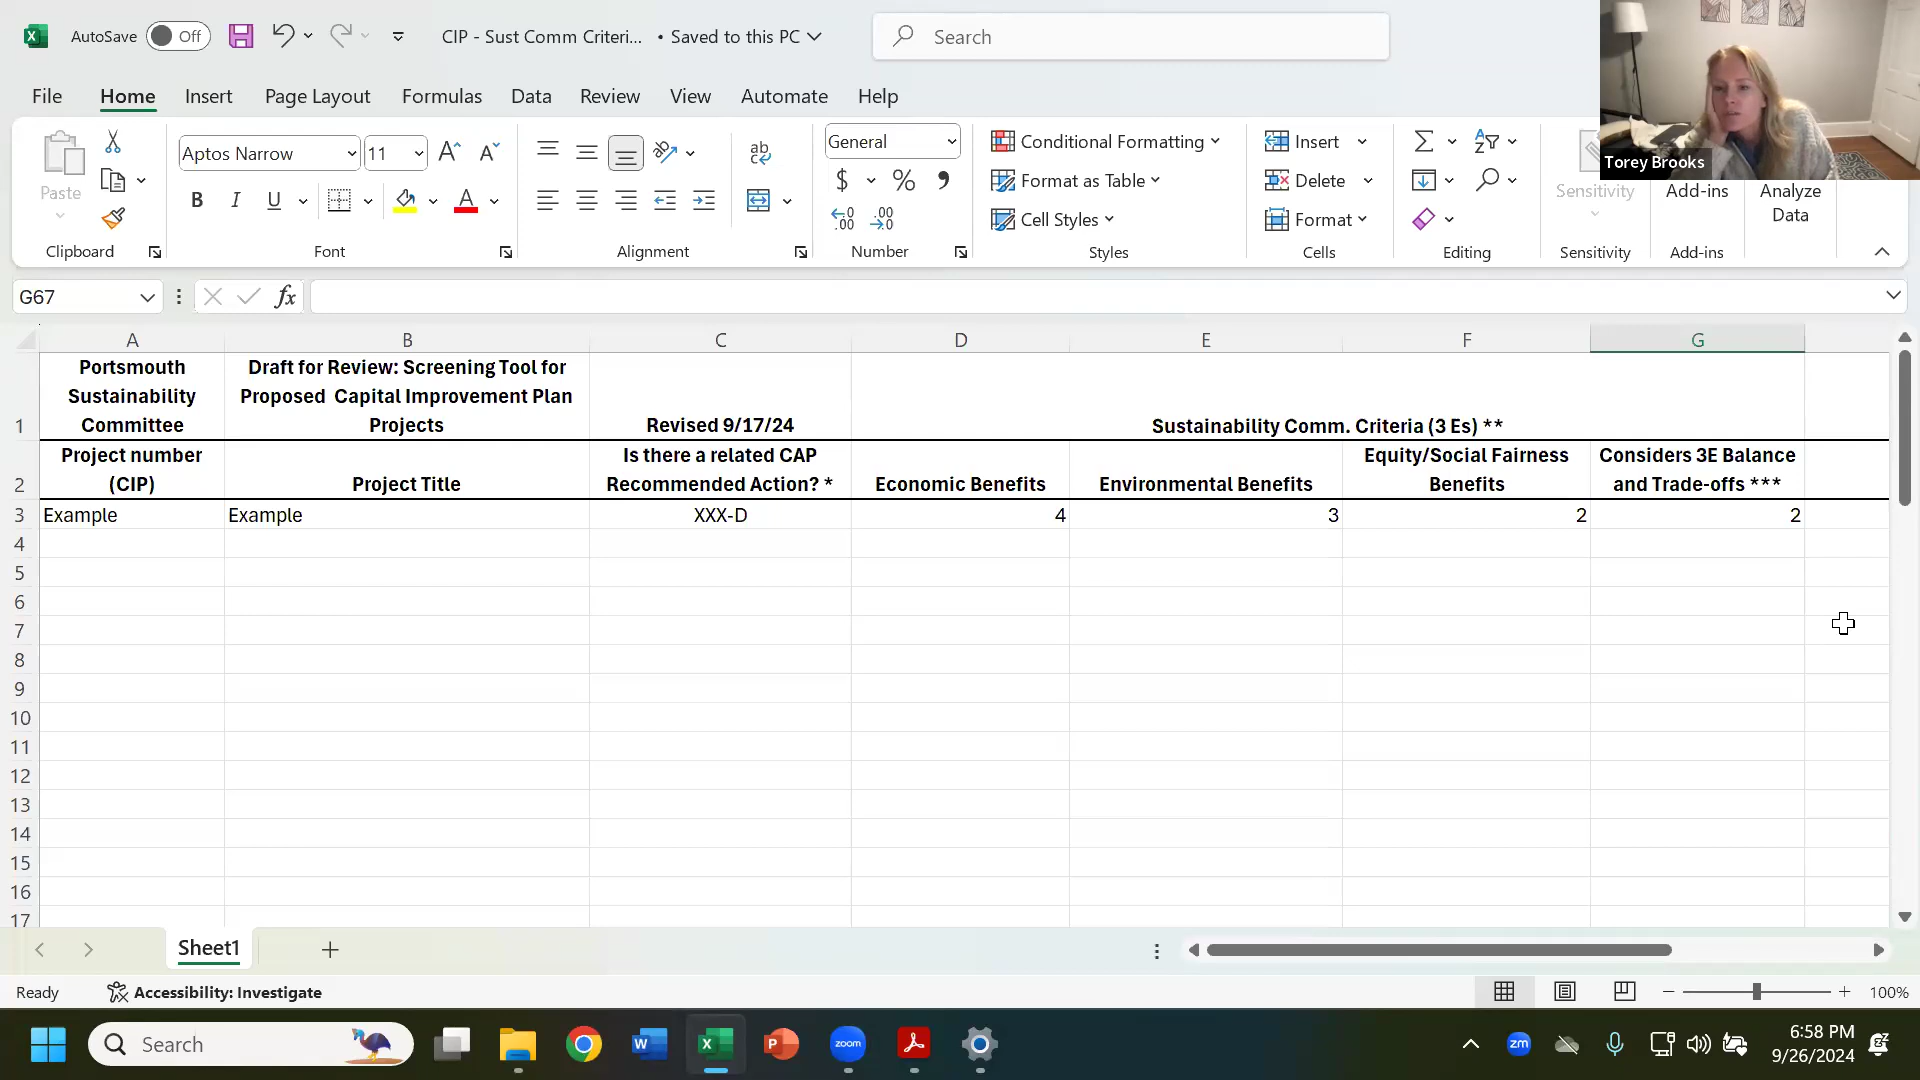 AutoSave Off CIP - Sust Comm Criteri... • Saved to this PC Search
File Home Insert Page Layout Formulas Data Review View Automate Help
Paste
Clipboard
Aptos Narrow 11
B I U
Font
Alignment
General
$ % 
Number
Conditional Formatting
Format as Table
Cell Styles
Styles
Insert
Delete
Format
Cells
Editing
Sensitivity
Sensitivity
Add-ins
Add-ins
Analyze
Data
Torey Brooks
G67 fx
A B C D E F G
1 Portsmouth
Sustainability
Committee
Draft for Review: Screening Tool for
Proposed Capital Improvement Plan
Projects
Revised 9/17/24
Sustainability Comm. Criteria (3 Es) **
2 Project number
(CIP)
Project Title
Is there a related CAP
Recommended Action? *
Economic Benefits
Environmental Benefits
Equity/Social Fairness
Benefits
Considers 3E Balance
and Trade-offs ***
3 Example Example XXX-D 4 3 2 2
4
5
6
7
8
9
10
11
12
13
14
15
16
17
Sheet1
Ready Accessibility: Investigate 100%
Search
zoom
zm
6:58 PM
9/26/2024